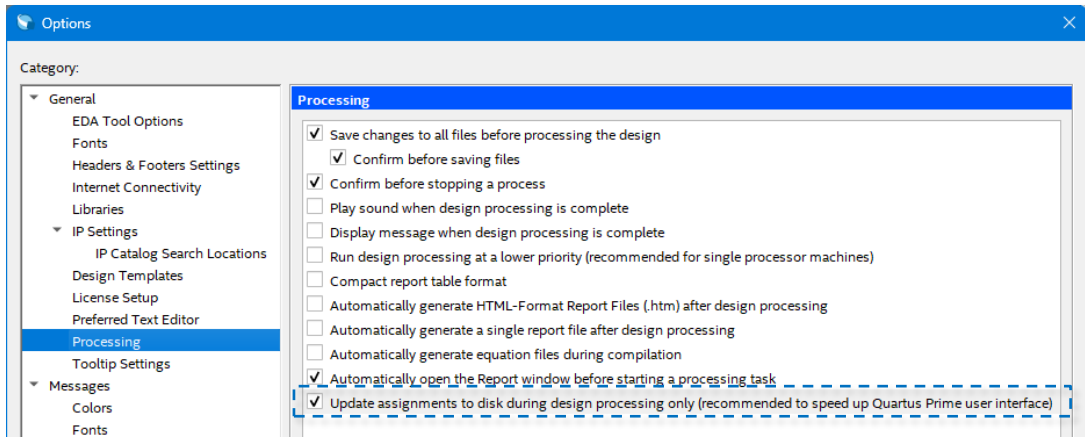 Options
Category:
General
EDA Tool Options
Fonts
Headers & Footers Settings
Internet Connectivity
Libraries
IP Settings
IP Catalog Search Locations
Design Templates
License Setup
Preferred Text Editor
Processing
Tooltip Settings
Messages
Colors
Fonts
Processing
Save changes to all files before processing the design
Confirm before saving files
Confirm before stopping a process
Play sound when design processing is complete
Display message when design processing is complete
Run design processing at a lower priority (recommended for single processor machines)
Compact report table format
Automatically generate HTML-Format Report Files (.htm) after design processing
Automatically generate a single report file after design processing
Automatically generate equation files during compilation
Automatically open the Report window before starting a processing task
Update assignments to disk during design processing only (recommended to speed up Quartus Prime user interface)